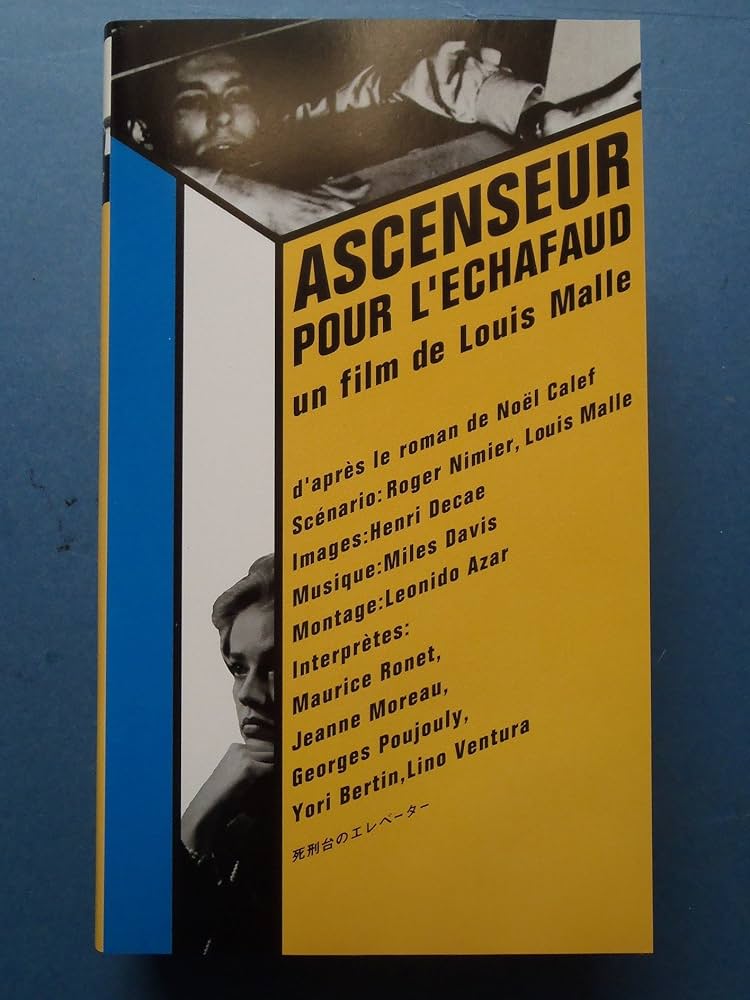 ASCENSEUR
POUR L'ECHAFAUD
un film de Louis Malle
d'après le roman de Noël Calef
Scénario:Roger Nimier, Louis Malle
Images:Henri Decae
Musique:Miles Davis
Montage:Leonido Azar
Interprètes:
Maurice Ronet,
Jeanne Moreau,
Georges Poujouly,
Yori Bertin,Lino Ventura
死刑台のエレベーター